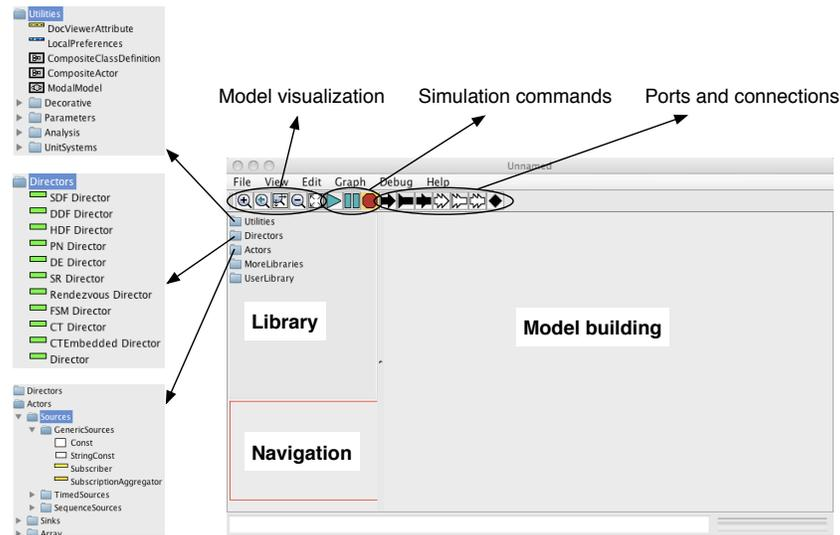 Utilities
DocViewerAttribute
LocalPreferences
CompositeClassDefinition
CompositeActor
ModalModel
Decorative
Parameters
Analysis
UnitSystems
Directors
SDF Director
DDF Director
HDF Director
PN Director
DE Director
SR Director
Rendezvous Director
FSM Director
CT Director
CTEmbedded Director
Director
Directors
Actors
Sources
GenericSources
Const
StringConst
Subscriber
SubscriptionAggregator
TimedSources
SequenceSources
Sinks
Array
Model visualization
Simulation commands
Ports and connections
Unnamed
File View Edit Graph Debug Help
Utilities
Directors
Actors
MoreLibraries
UserLibrary
Library
Model building
Navigation